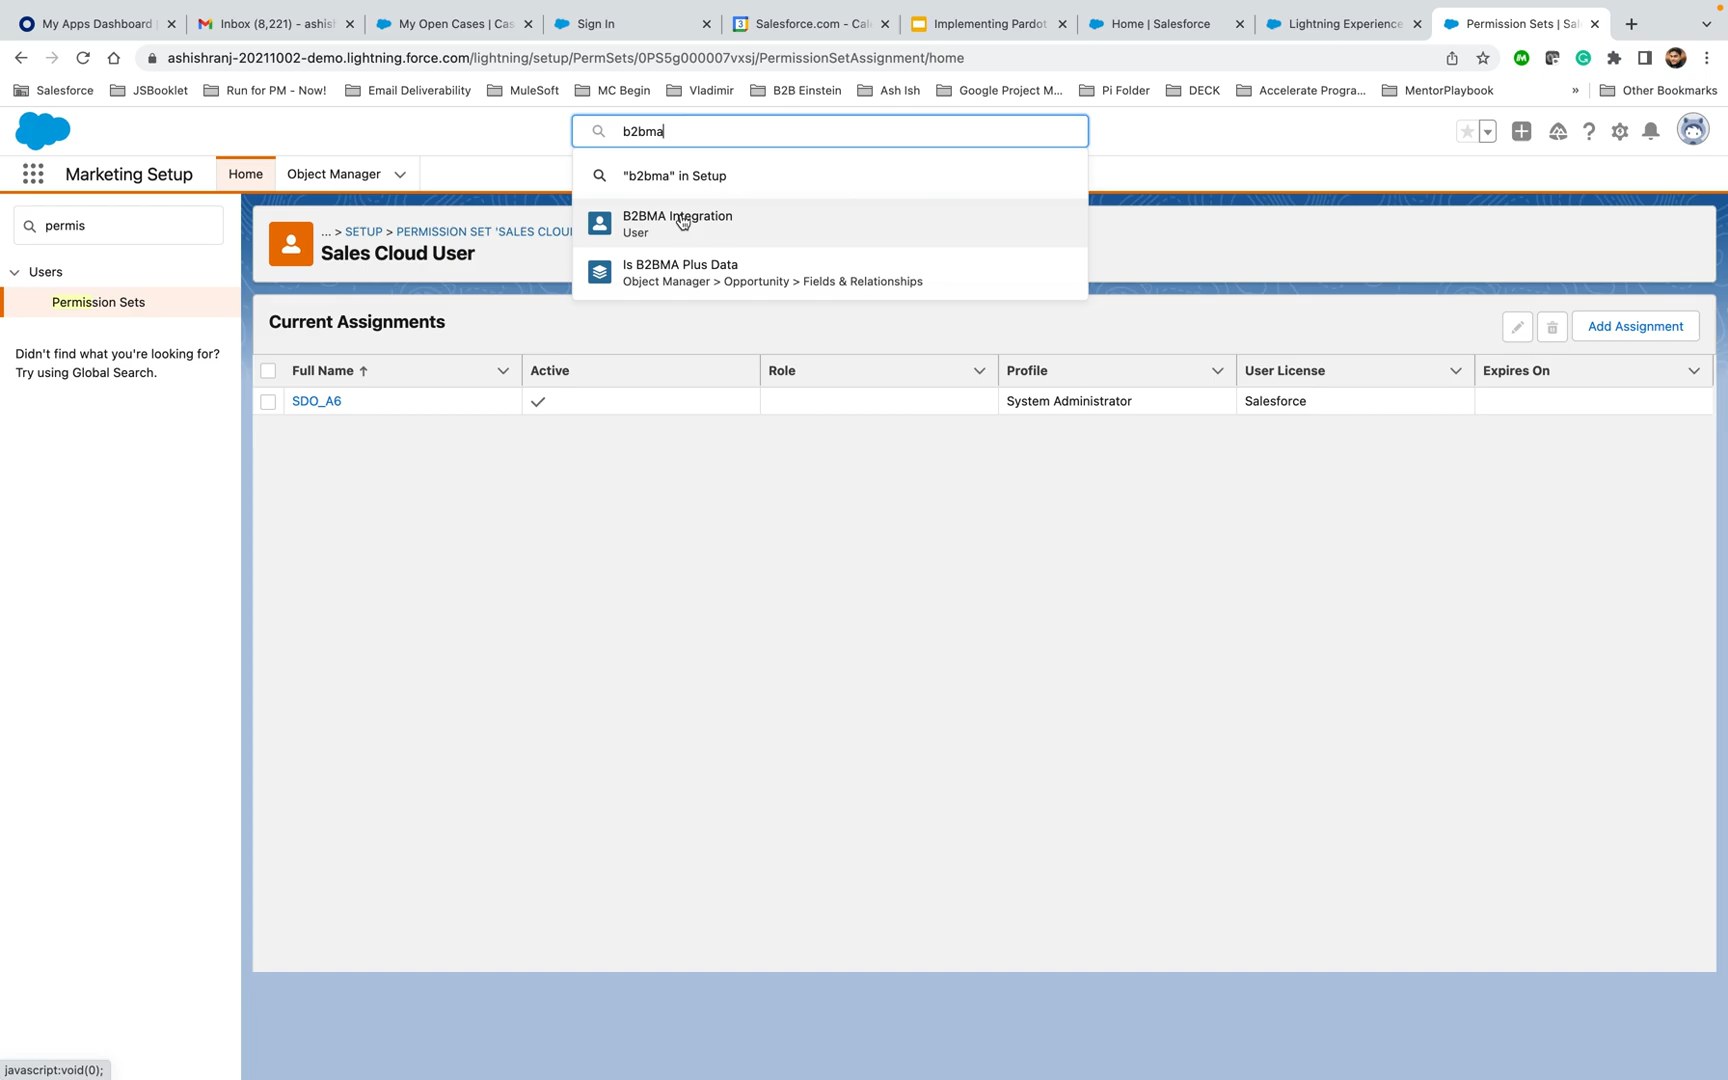 My Apps Dashboard
Inbox (8,221) - ashish
My Open Cases | Cas
Sign In
Salesforce.com - Cale
Implementing Pardot
Home | Salesforce
Lightning Experience
Permission Sets | Sal
ashishranj-20211002-demo.lightning.force.com/lightning/setup/PermSets/0PS5g000007vxsj/PermissionSetAssignment/home
Salesforce
JSBooklet
Run for PM - Now!
Email Deliverability
MuleSoft
MC Begin
Vladimir
B2B Einstein
Ash Ish
Google Project M...
Pi Folder
DECK
Accelerate Progra...
MentorPlaybook
»
Other Bookmarks
b2bma
Marketing Setup
Home
Object Manager
"b2bma" in Setup
B2BMA Integration
User
Is B2BMA Plus Data
Object Manager > Opportunity > Fields & Relationships
permis
Users
Permission Sets
Didn't find what you're looking for?
Try using Global Search.
... > SETUP > PERMISSION SET 'SALES CLOU
Sales Cloud User
Current Assignments
Add Assignment
Full Name ↑
Active
Role
Profile
User License
Expires On
SDO_A6
System Administrator
Salesforce
javascript:void(0);